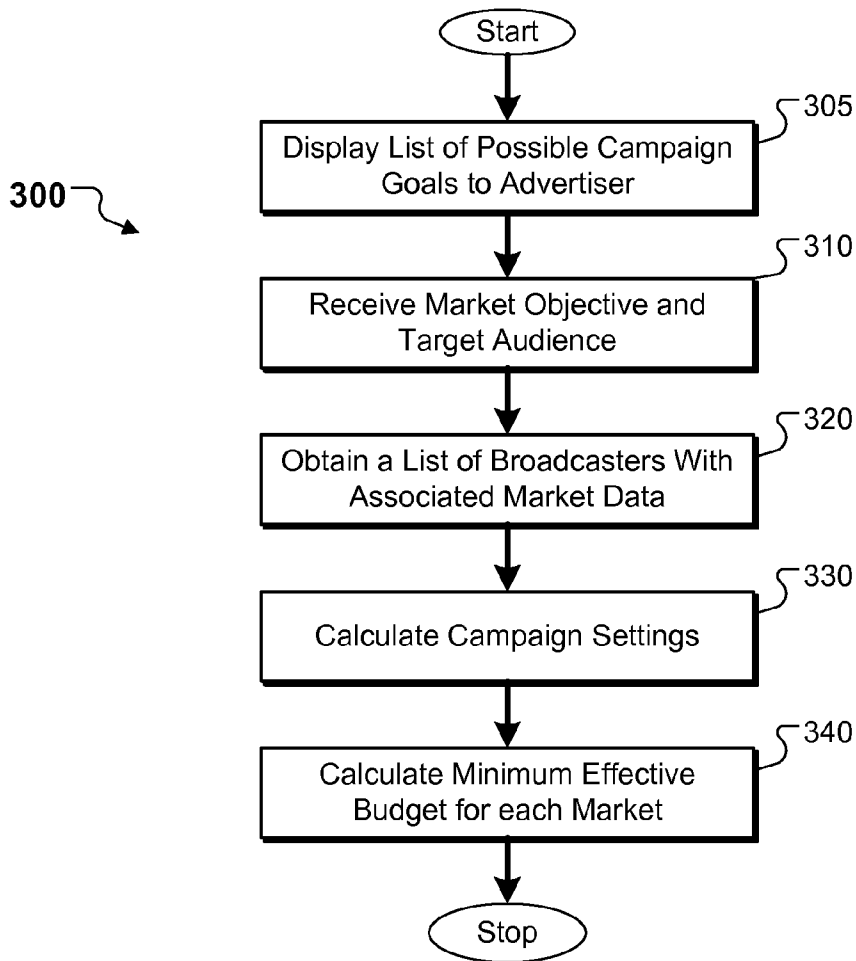 Start
305
Display List of Possible Campaign
Goals to Advertiser
300
310
Receive Market Objective and
Target Audience
320
Obtain a List of Broadcasters With
Associated Market Data
330
Calculate Campaign Settings
340
Calculate Minimum Effective
Budget for each Market
Stop